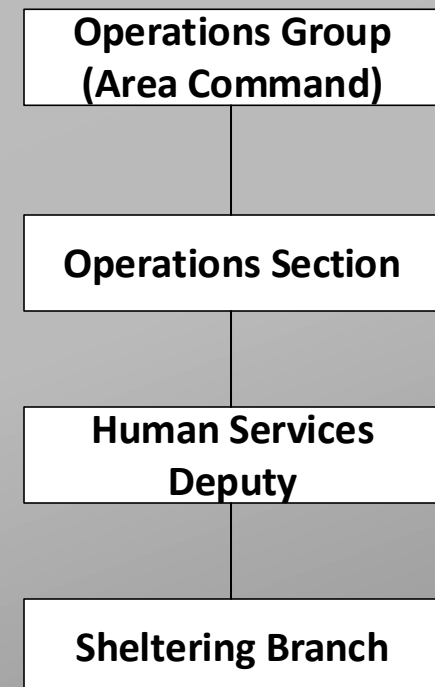 Operations Group
(Area Command)
Operations Section
Human Services
Deputy
Sheltering Branch